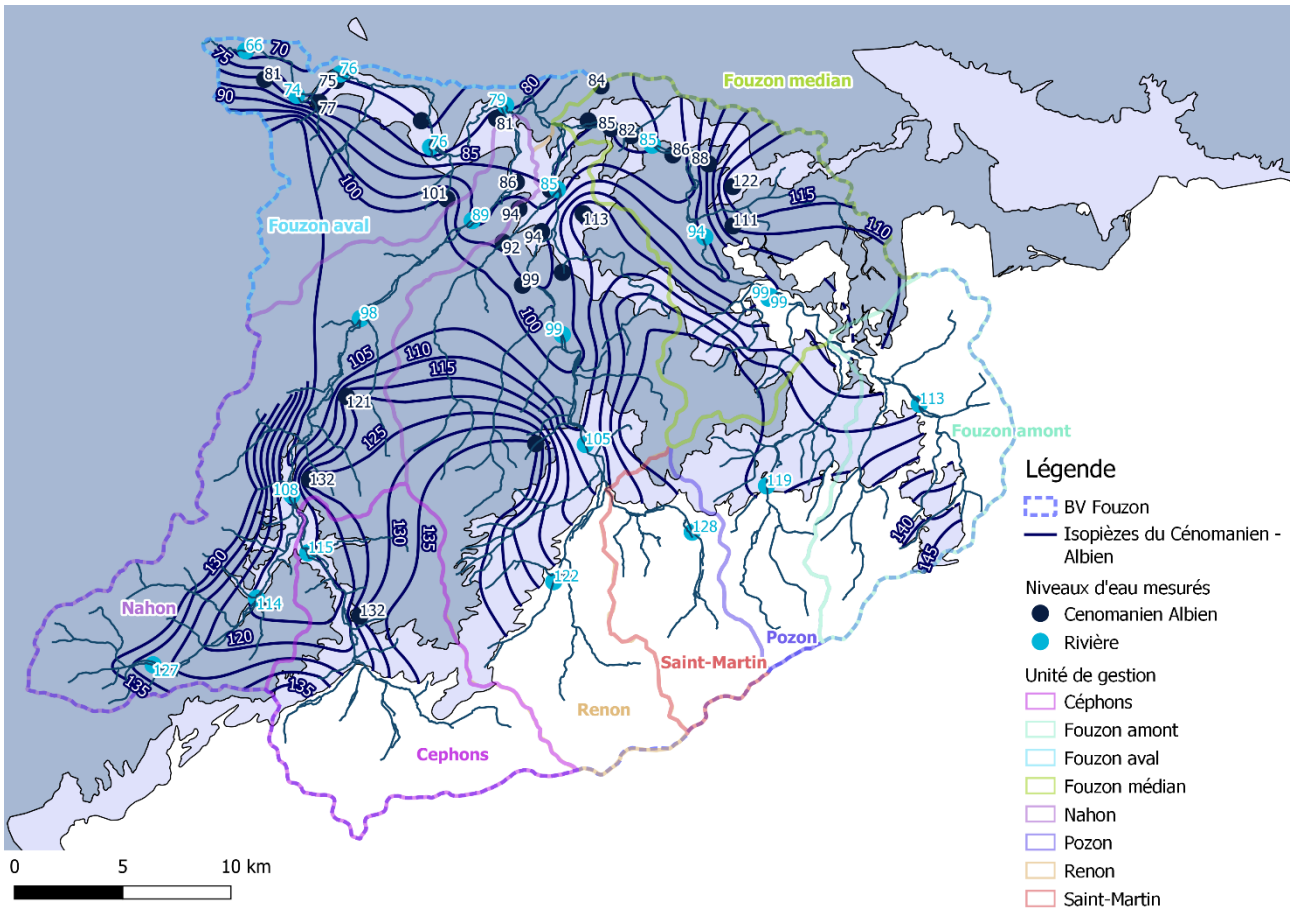 66
70
75
81
76
75
74
77
90
80
79
81
84
Fouzon median
85
82
76
85
85
86
88
100
101
86
85
122
115
94
113
111
110
Fouzon aval
89
94
92
94
99
99
99
98
100
99
105
110
115
121
125
113
Fouzon amont
105
132
108
119
130
135
128
140
145
115
130
114
122
Nahon
132
120
127
135
135
Pozon
Saint-Martin
Renon
Cephons
Légende
BV Fouzon
Isopièzes du Cénomanien -
Albien
Niveaux d'eau mesurés
Cenomanien Albien
Rivière
Unité de gestion
Céphons
Fouzon amont
Fouzon aval
Fouzon médian
Nahon
Pozon
Renon
Saint-Martin
0 5 10 km